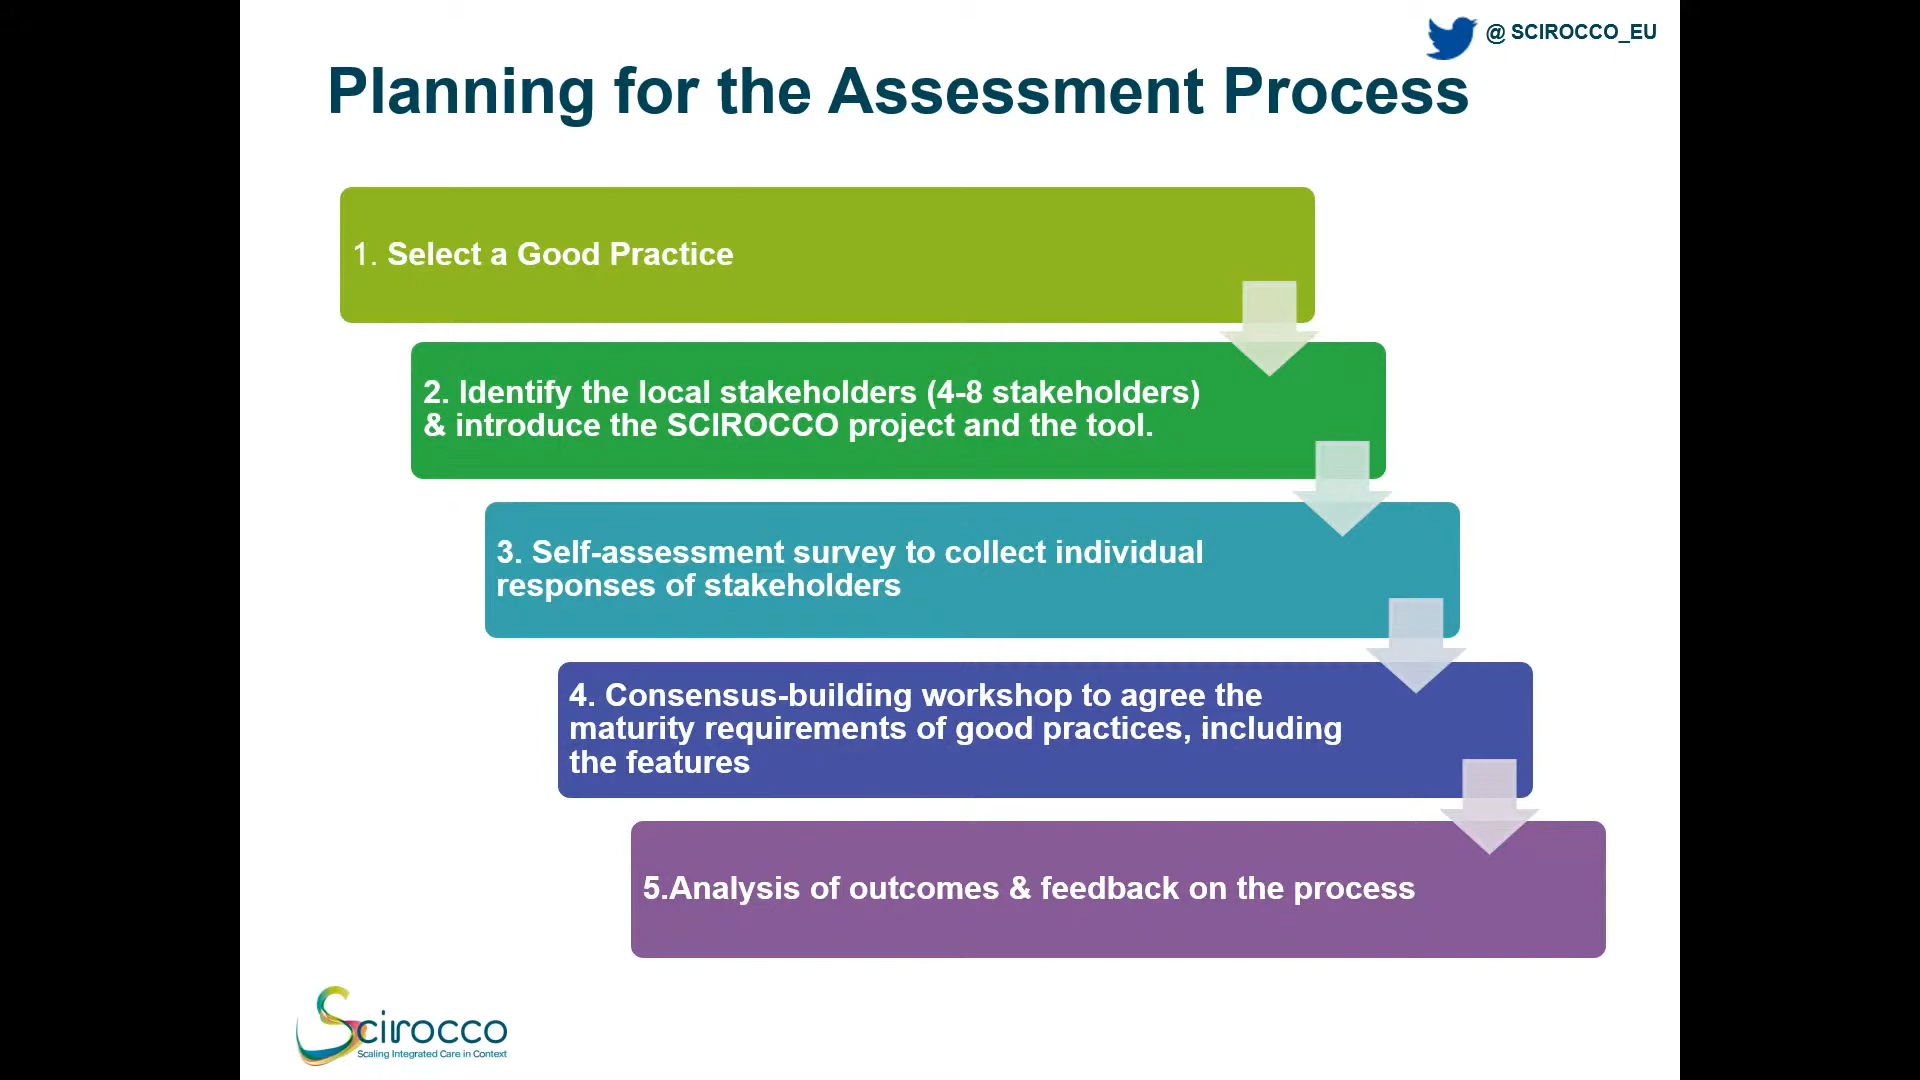 @ SCIROCCO_EU
Planning for the Assessment Process
1. Select a Good Practice
2. Identify the local stakeholders (4-8 stakeholders)
& introduce the SCIROCCO project and the tool.
3. Self-assessment survey to collect individual
responses of stakeholders
4. Consensus-building workshop to agree the
maturity requirements of good practices, including
the features
5.Analysis of outcomes & feedback on the process
Scirocco
Scaling Integrated Care in Context